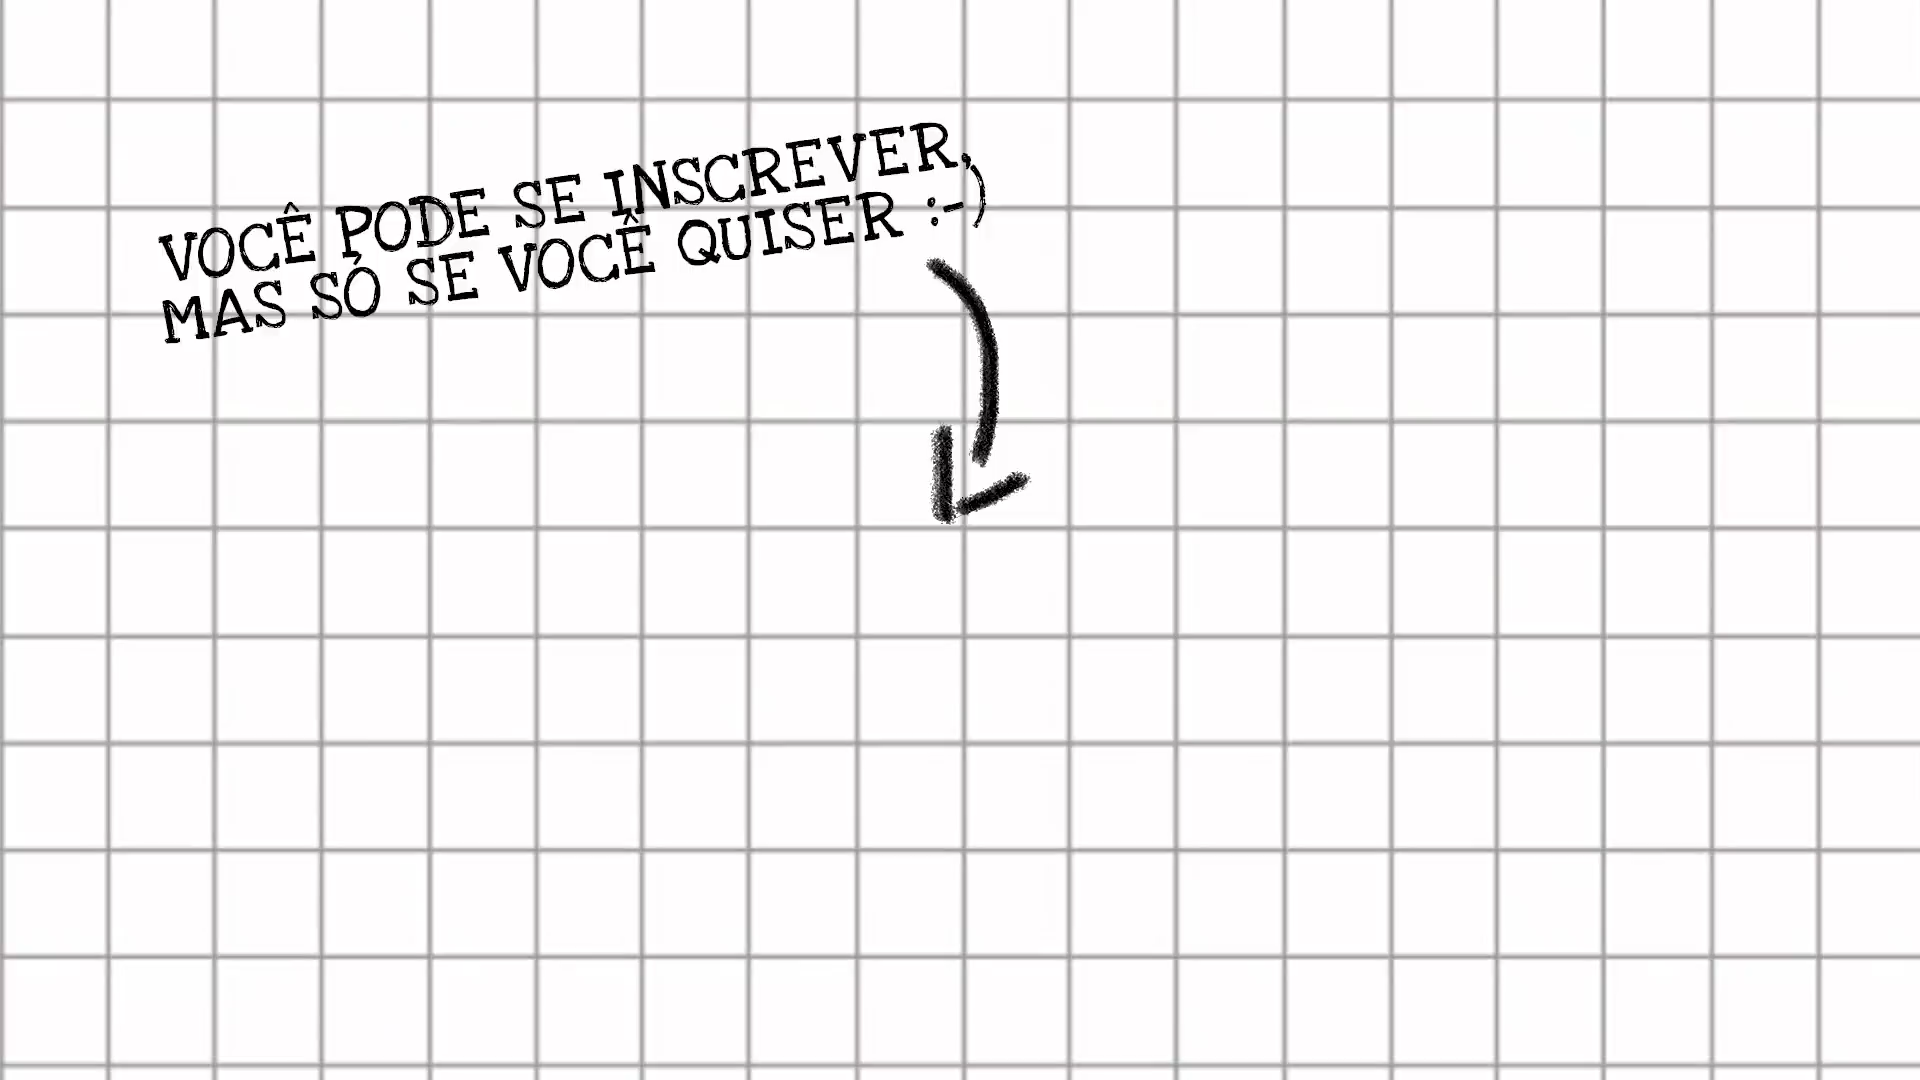 VOCÊ PODE SE INSCREVER,
MAS SÓ SE VOCÊ QUISER :-)